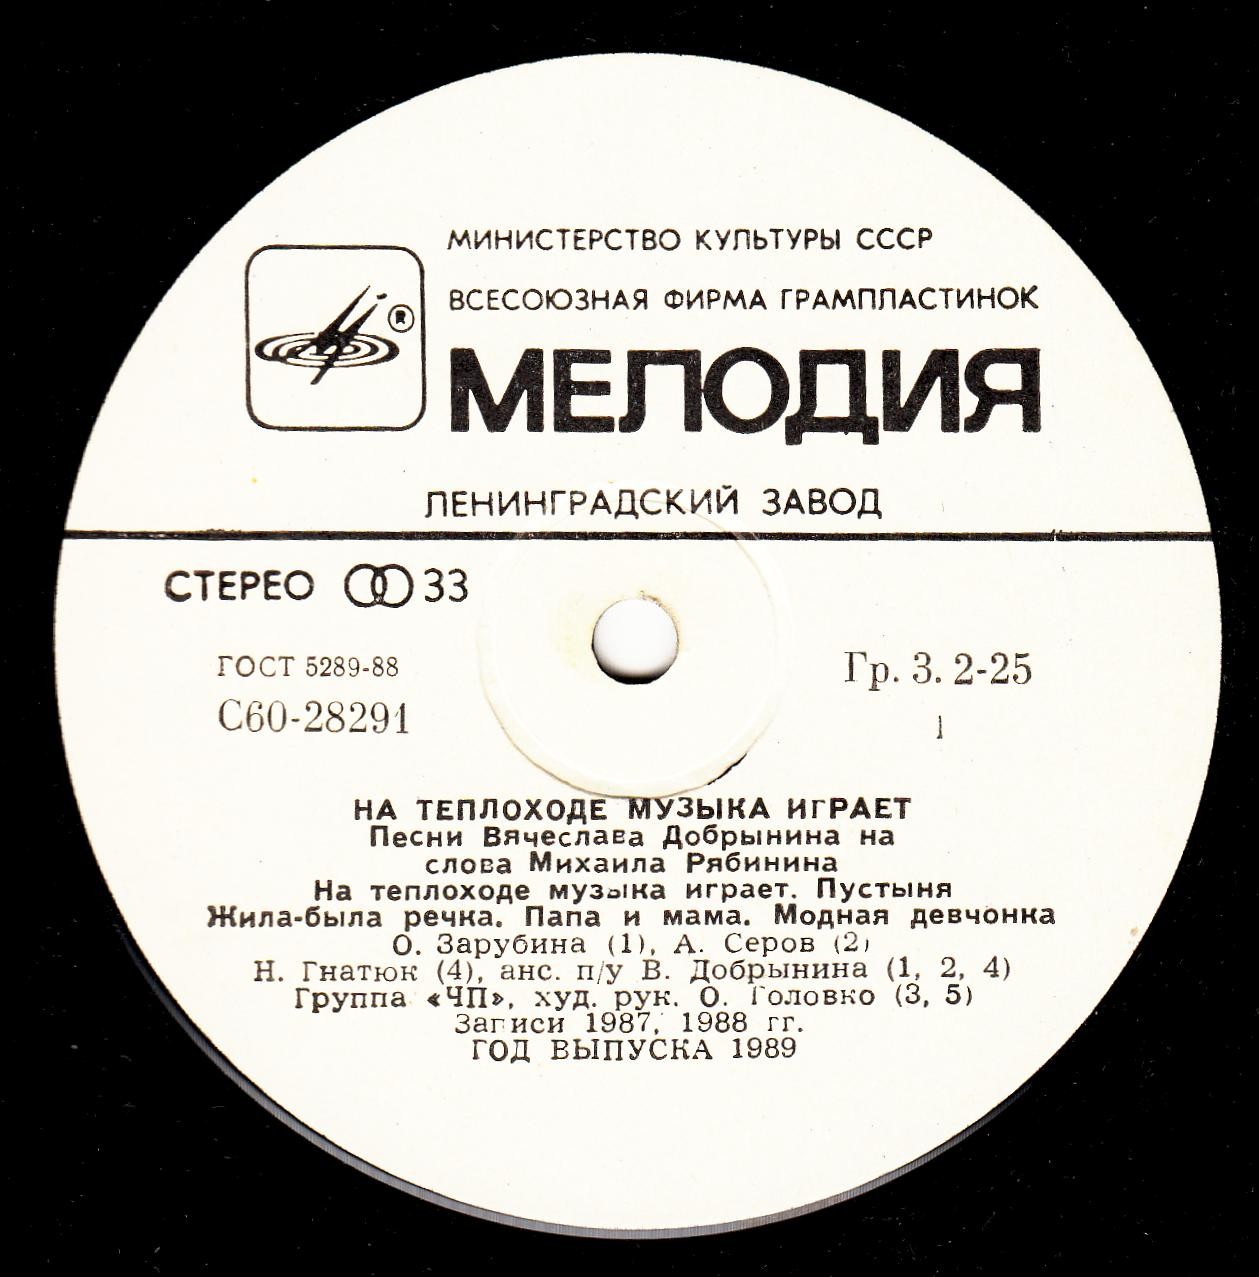 МИНИСТЕРСТВО КУЛЬТУРЫ СССР
ВСЕСОЮЗНАЯ ФИРМА ГРАМПЛАСТИНОК
®
МЕЛОДИЯ
ЛЕНИНГРАДСКИЙ ЗАВОД
СТЕРЕО 33
ГОСТ 5289-88
С60-28291
Гр. 3. 2-25
1
НА ТЕПЛОХОДЕ МУЗЫКА ИГРАЕТ
Песни Вячеслава Добрынина на
слова Михаила Рябинина
На теплоходе музыка играет. Пустыня
Жила-была речка. Папа и мама. Модная девчонка
О. Зарубина (1), А. Серов (2)
Н. Гнатюк (4), анс. п/у В. Добрынина (1, 2, 4)
Группа «ЧП», худ. рук. О. Головко (3, 5)
Записи 1987, 1988 гг.
ГОД ВЫПУСКА 1989